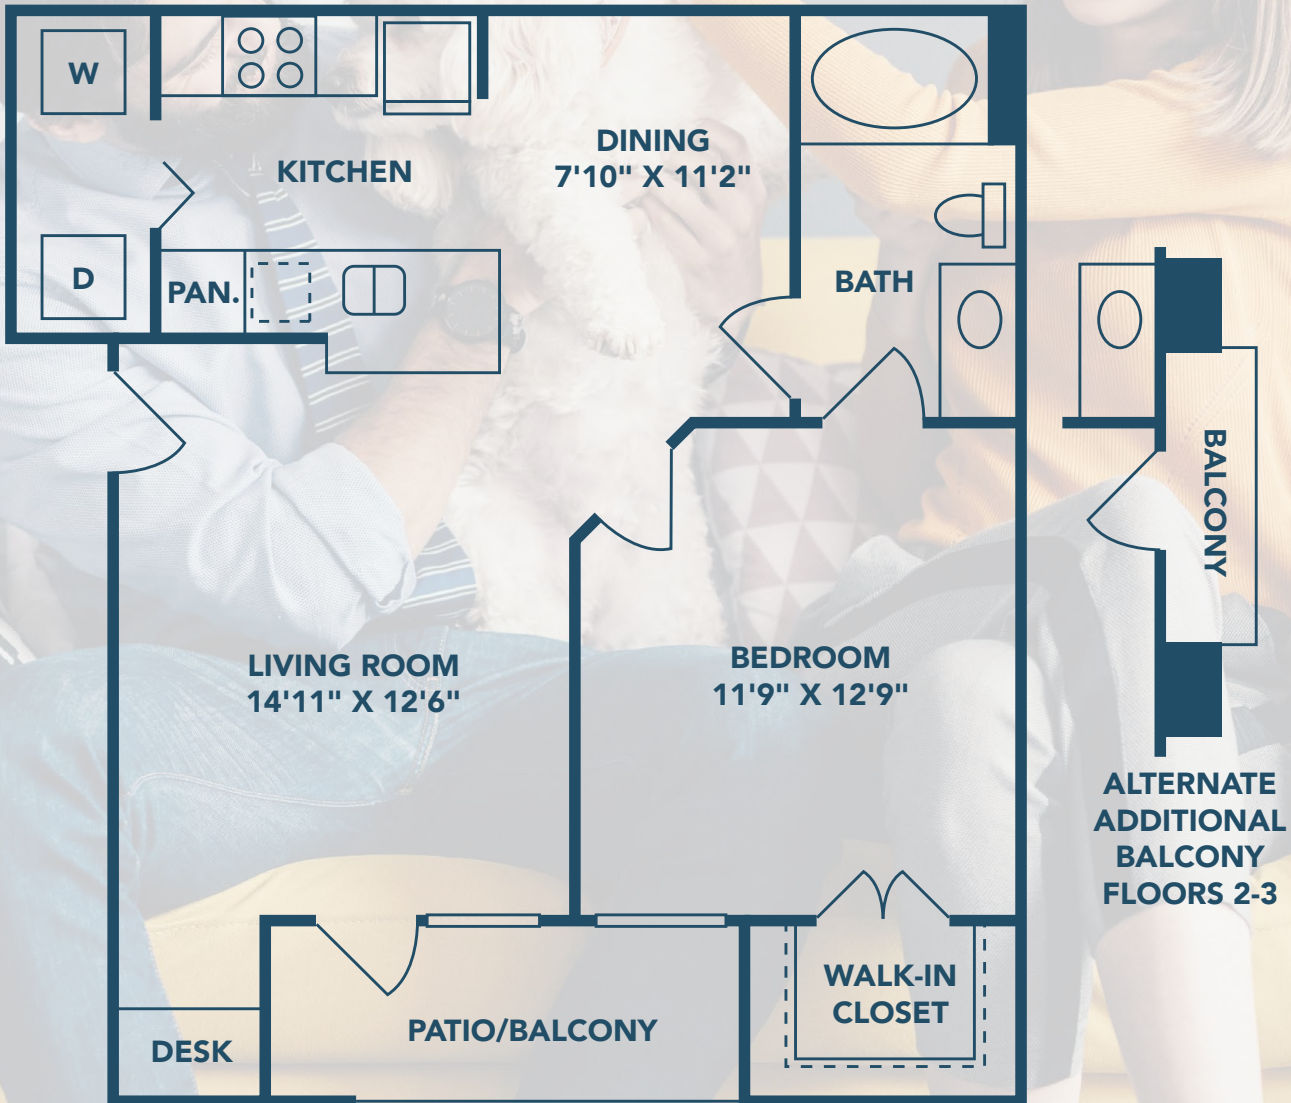 W
KITCHEN
DINING
7'10" X 11'2"
D
PAN.
BATH
BALCONY
LIVING ROOM
14'11" X 12'6"
BEDROOM
11'9" X 12'9"
ALTERNATE
ADDITIONAL
BALCONY
FLOORS 2-3
WALK-IN
CLOSET
PATIO/BALCONY
DESK